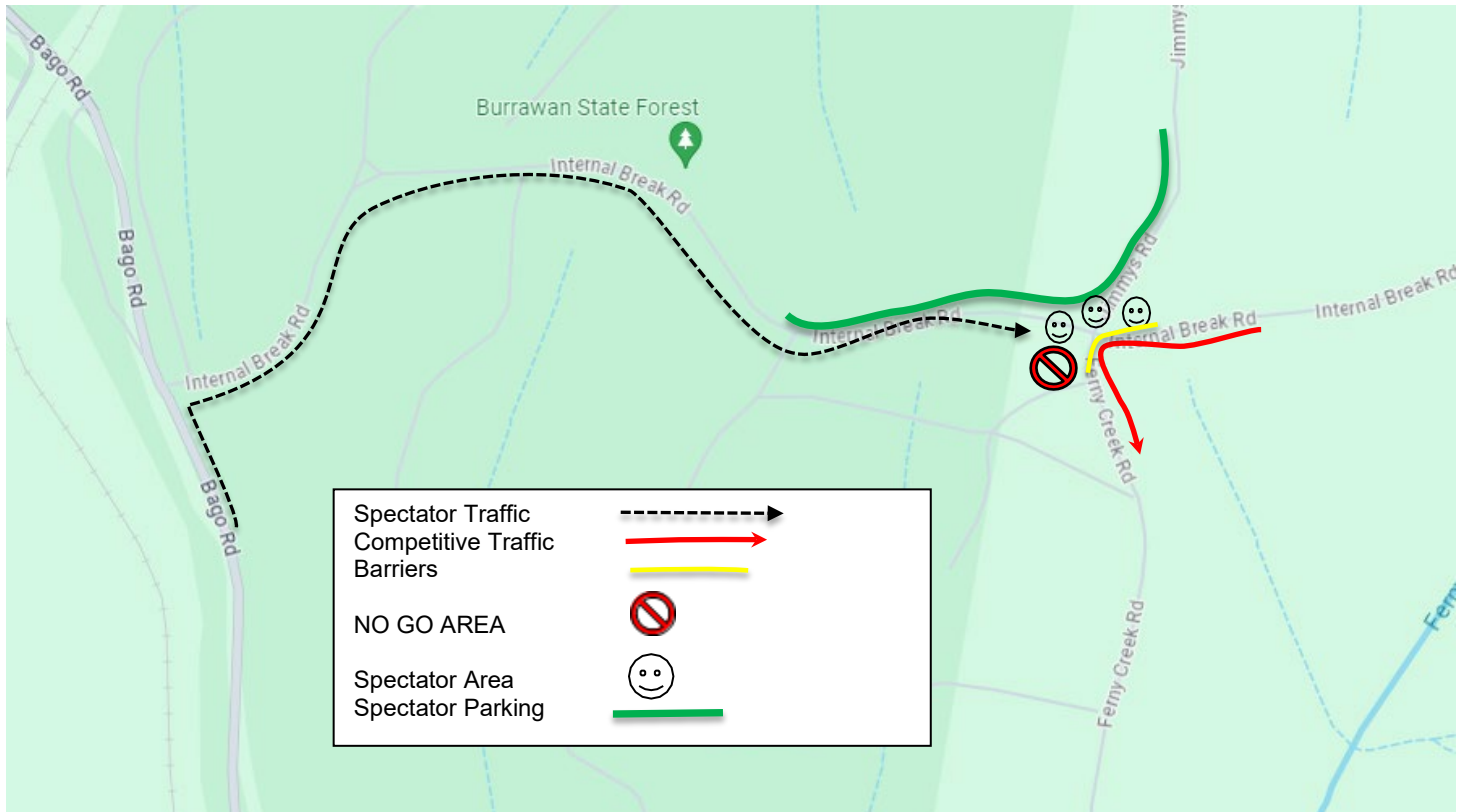 Bago Rd
Jimmys
Burrawan State Forest
Internal Break Rd
Bago Rd
Jimmys Rd
Internal Break Rd
Internal Break Rd
Internal Break Rd
Internal Break Rd
Ferny Creek Rd
Bago Rd
Spectator Traffic
Competitive Traffic
Barriers
NO GO AREA
Spectator Area
Spectator Parking
Ferny Creek Rd
Ferny